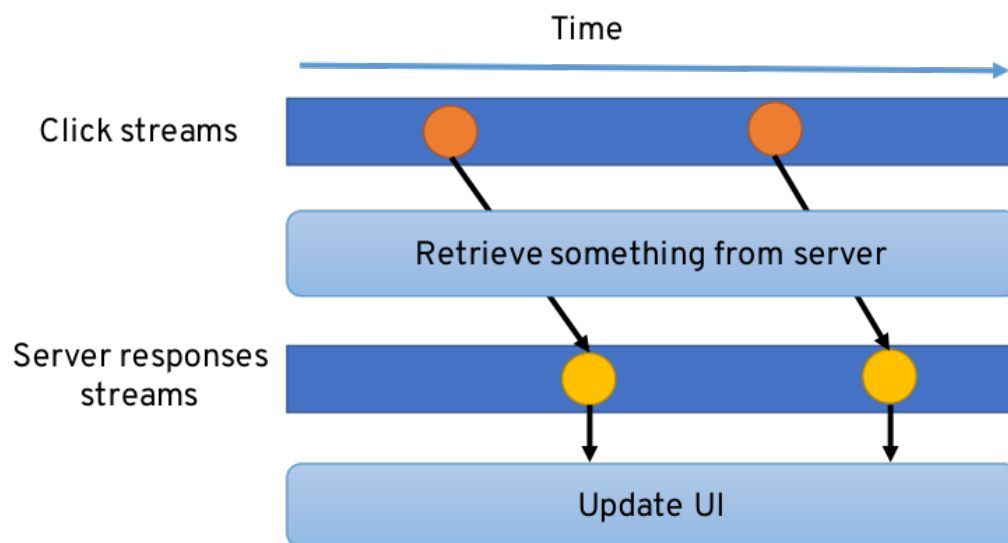 Time
Click streams
Retrieve something from server
Server responses
streams
Update UI